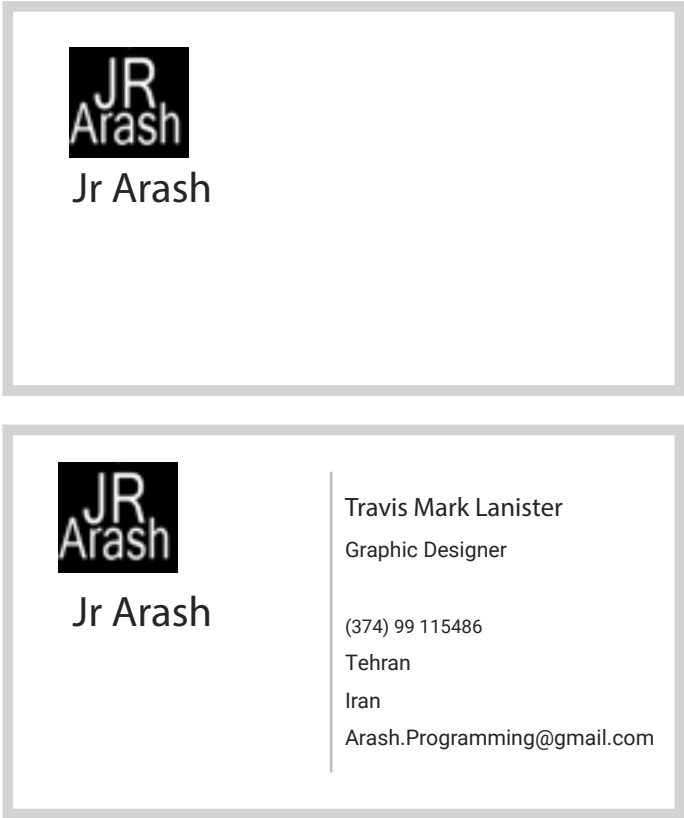 JR
Arash
Jr Arash
JR
Arash
Jr Arash
Travis Mark Lanister
Graphic Designer
(374) 99 115486
Tehran
Iran
Arash.Programming@gmail.com